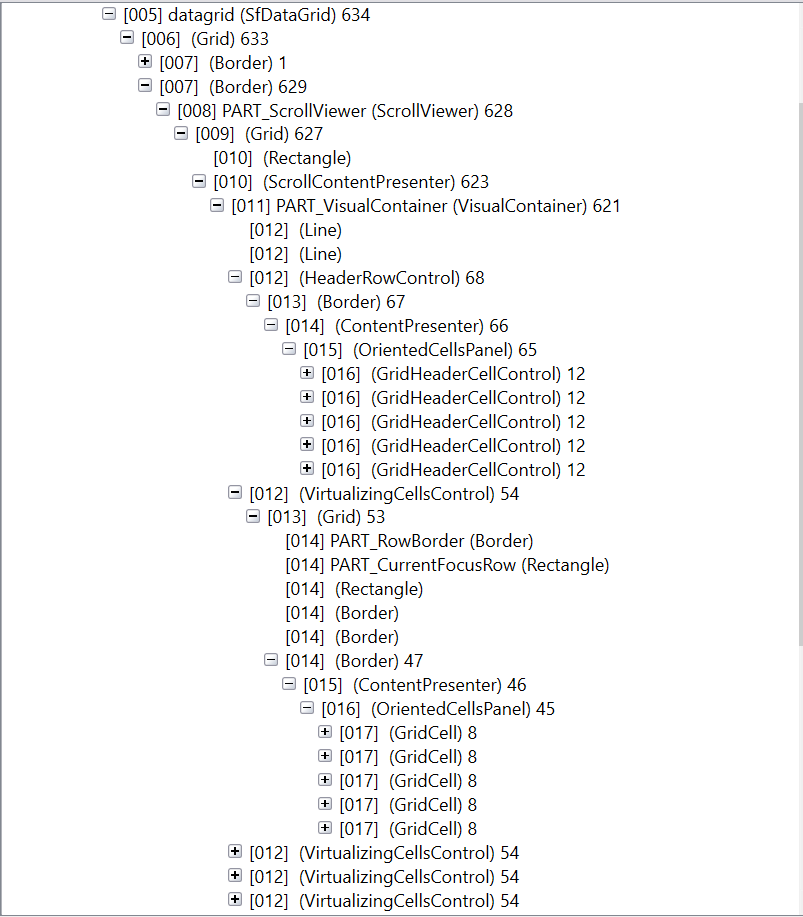 [005] datagrid (SfDataGrid) 634
[006] (Grid) 633
[007] (Border) 1
[007] (Border) 629
[008] PART_ScrollViewer (ScrollViewer) 628
[009] (Grid) 627
[010] (Rectangle)
[010] (ScrollContentPresenter) 623
[011] PART_VisualContainer (VisualContainer) 621
[012] (Line)
[012] (Line)
[012] (HeaderRowControl) 68
[013] (Border) 67
[014] (ContentPresenter) 66
[015] (OrientedCellsPanel) 65
[016] (GridHeaderCellControl) 12
[016] (GridHeaderCellControl) 12
[016] (GridHeaderCellControl) 12
[016] (GridHeaderCellControl) 12
[016] (GridHeaderCellControl) 12
[012] (VirtualizingCellsControl) 54
[013] (Grid) 53
[014] PART_RowBorder (Border)
[014] PART_CurrentFocusRow (Rectangle)
[014] (Rectangle)
[014] (Border)
[014] (Border)
[014] (Border) 47
[015] (ContentPresenter) 46
[016] (OrientedCellsPanel) 45
[017] (GridCell) 8
[017] (GridCell) 8
[017] (GridCell) 8
[017] (GridCell) 8
[017] (GridCell) 8
[012] (VirtualizingCellsControl) 54
[012] (VirtualizingCellsControl) 54
[012] (VirtualizingCellsControl) 54